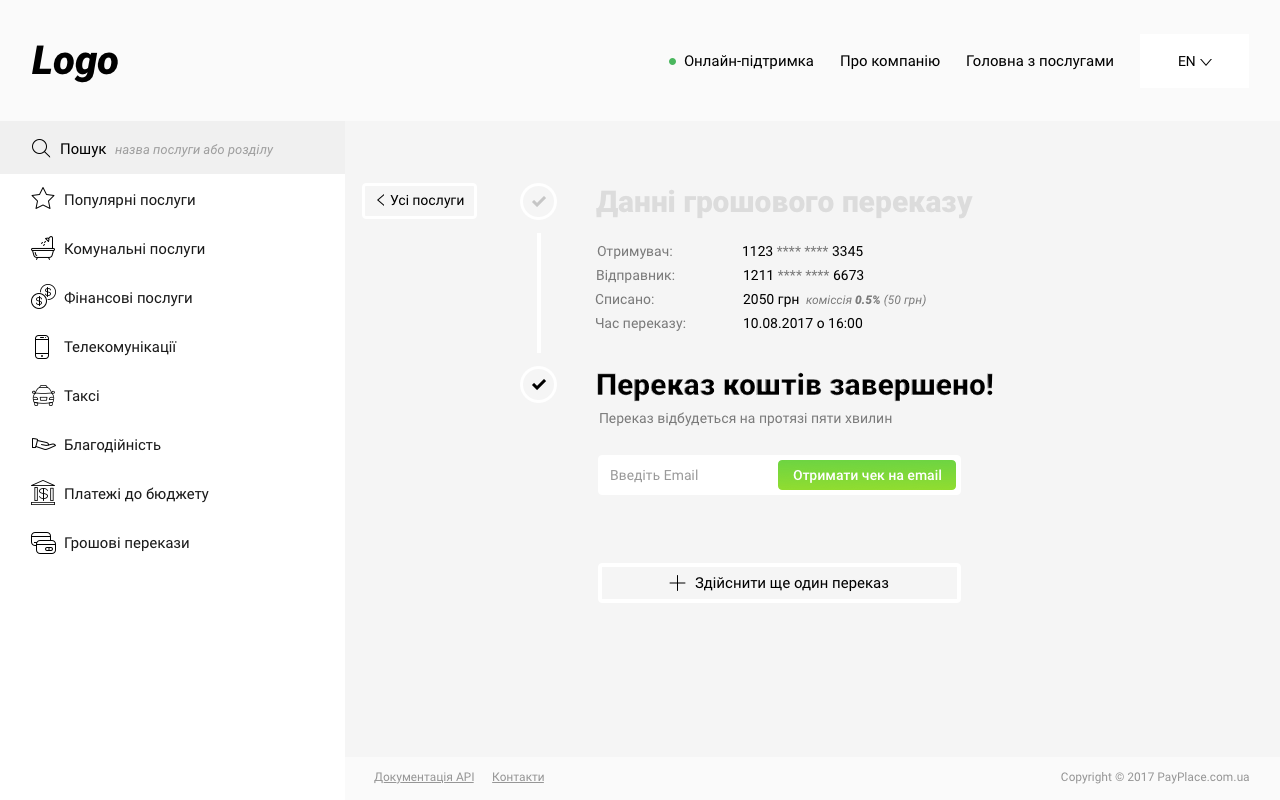 Logo
Онлайн-підтримка Про компанію Головна з послугами EN
Пошук назва послуги або розділу
Популярні послуги
Комунальні послуги
Фінансові послуги
Телекомунікації
Таксі
Благодійність
Платежі до бюджету
Грошові перекази
Усі послуги
Данні грошового переказу
Отримувач: 1123 **** **** 3345
Відправник: 1211 **** **** 6673
Списано: 2050 грн коміссія 0.5% (50 грн)
Час переказу: 10.08.2017 о 16:00
Переказ коштів завершено!
Переказ відбудеться на протязі пяти хвилин
Введіть Email Отримати чек на email
Здійснити ще один переказ
Документація API Контакти Copyright © 2017 PayPlace.com.ua